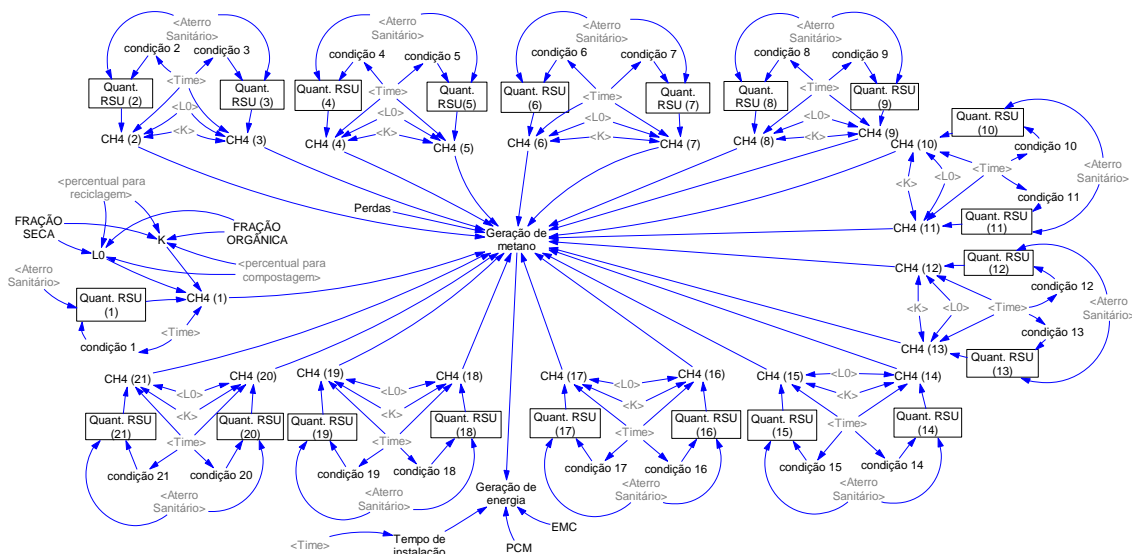 <Aterro
Sanitário>
condição 2
condição 3
Quant.
RSU (2)
<Time>
Quant.
RSU (3)
<L0>
<K>
CH4 (2)
CH4 (3)
<Aterro
Sanitário>
condição 4
condição 5
Quant. RSU
(4)
<Time>
Quant.
RSU(5)
<L0>
<K>
CH4 (4)
CH4 (5)
<Aterro
Sanitário>
condição 6
condição 7
Quant. RSU
(6)
<Time>
Quant.
RSU (7)
<L0>
<K>
CH4 (6)
CH4 (7)
<Aterro
Sanitário>
condição 8
condição 9
Quant.
RSU (8)
<Time>
Quant. RSU
(9)
<L0>
<K>
CH4 (8)
CH4 (9)
Quant. RSU
(10)
CH4 (10)
condição 10
<Time>
<Aterro
Sanitário>
<K>
<L0>
condição 11
Quant. RSU
(11)
CH4 (11)
<percentual para
reciclagem>
FRAÇÃO
SECA
K
FRAÇÃO
ORGÂNICA
L0
<percentual para
compostagem>
<Aterro
Sanitário>
Quant. RSU
(1)
CH4 (1)
<Time>
condição 1
Perdas
Geração de
metano
CH4 (12)
Quant. RSU
(12)
condição 12
<K>
<L0>
<Time>
<Aterro
Sanitário>
condição 13
CH4 (13)
Quant. RSU
(13)
CH4 (21)
CH4 (20)
<L0>
<K>
Quant. RSU
(21)
<Time>
Quant. RSU
(20)
condição 21
condição 20
<Aterro
Sanitário>
CH4 (19)
CH4 (18)
<L0>
<K>
Quant. RSU
(19)
<Time>
Quant. RSU
(18)
condição 19
condição 18
<Aterro
Sanitário>
CH4 (17)
CH4 (16)
<L0>
<K>
Quant. RSU
(17)
<Time>
Quant. RSU
(16)
condição 17
condição 16
<Aterro
Sanitário>
CH4 (15)
CH4 (14)
<L0>
<K>
Quant. RSU
(15)
<Time>
Quant. RSU
(14)
condição 15
condição 14
<Aterro
Sanitário>
Geração de
energia
EMC
<Time>
Tempo de
instalação
PCM